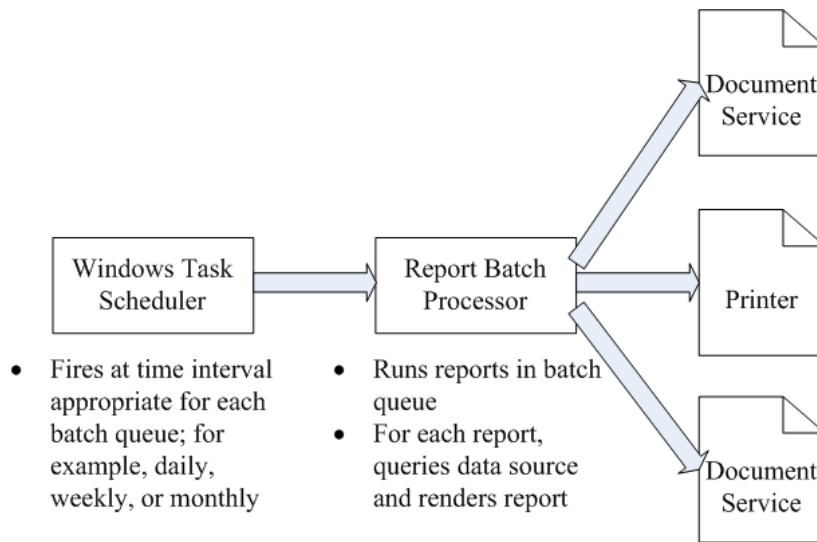 Document
Service
Windows Task
Scheduler
Report Batch
Processor
Printer
• Fires at time interval
appropriate for each
batch queue; for
example, daily,
weekly, or monthly
• Runs reports in batch
queue
• For each report,
queries data source
and renders report
Document
Service